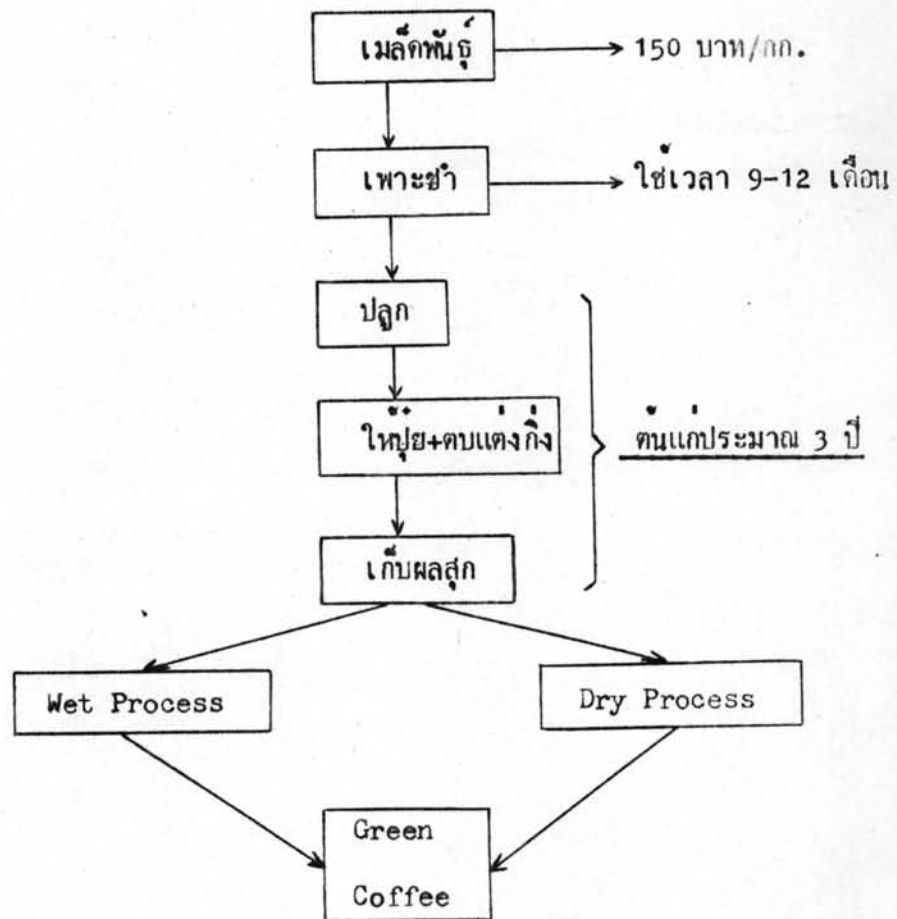 เมล็ดพันธุ์
150 บาท/กก.
เพาะชำ
ใช้เวลา 9-12 เดือน
ปลูก
ให้ปุ๋ย+ตบแต่งกิ่ง
ต้นแก่ประมาณ 3 ปี
เก็บผลสุก
Wet Process
Dry Process
Green
Coffee